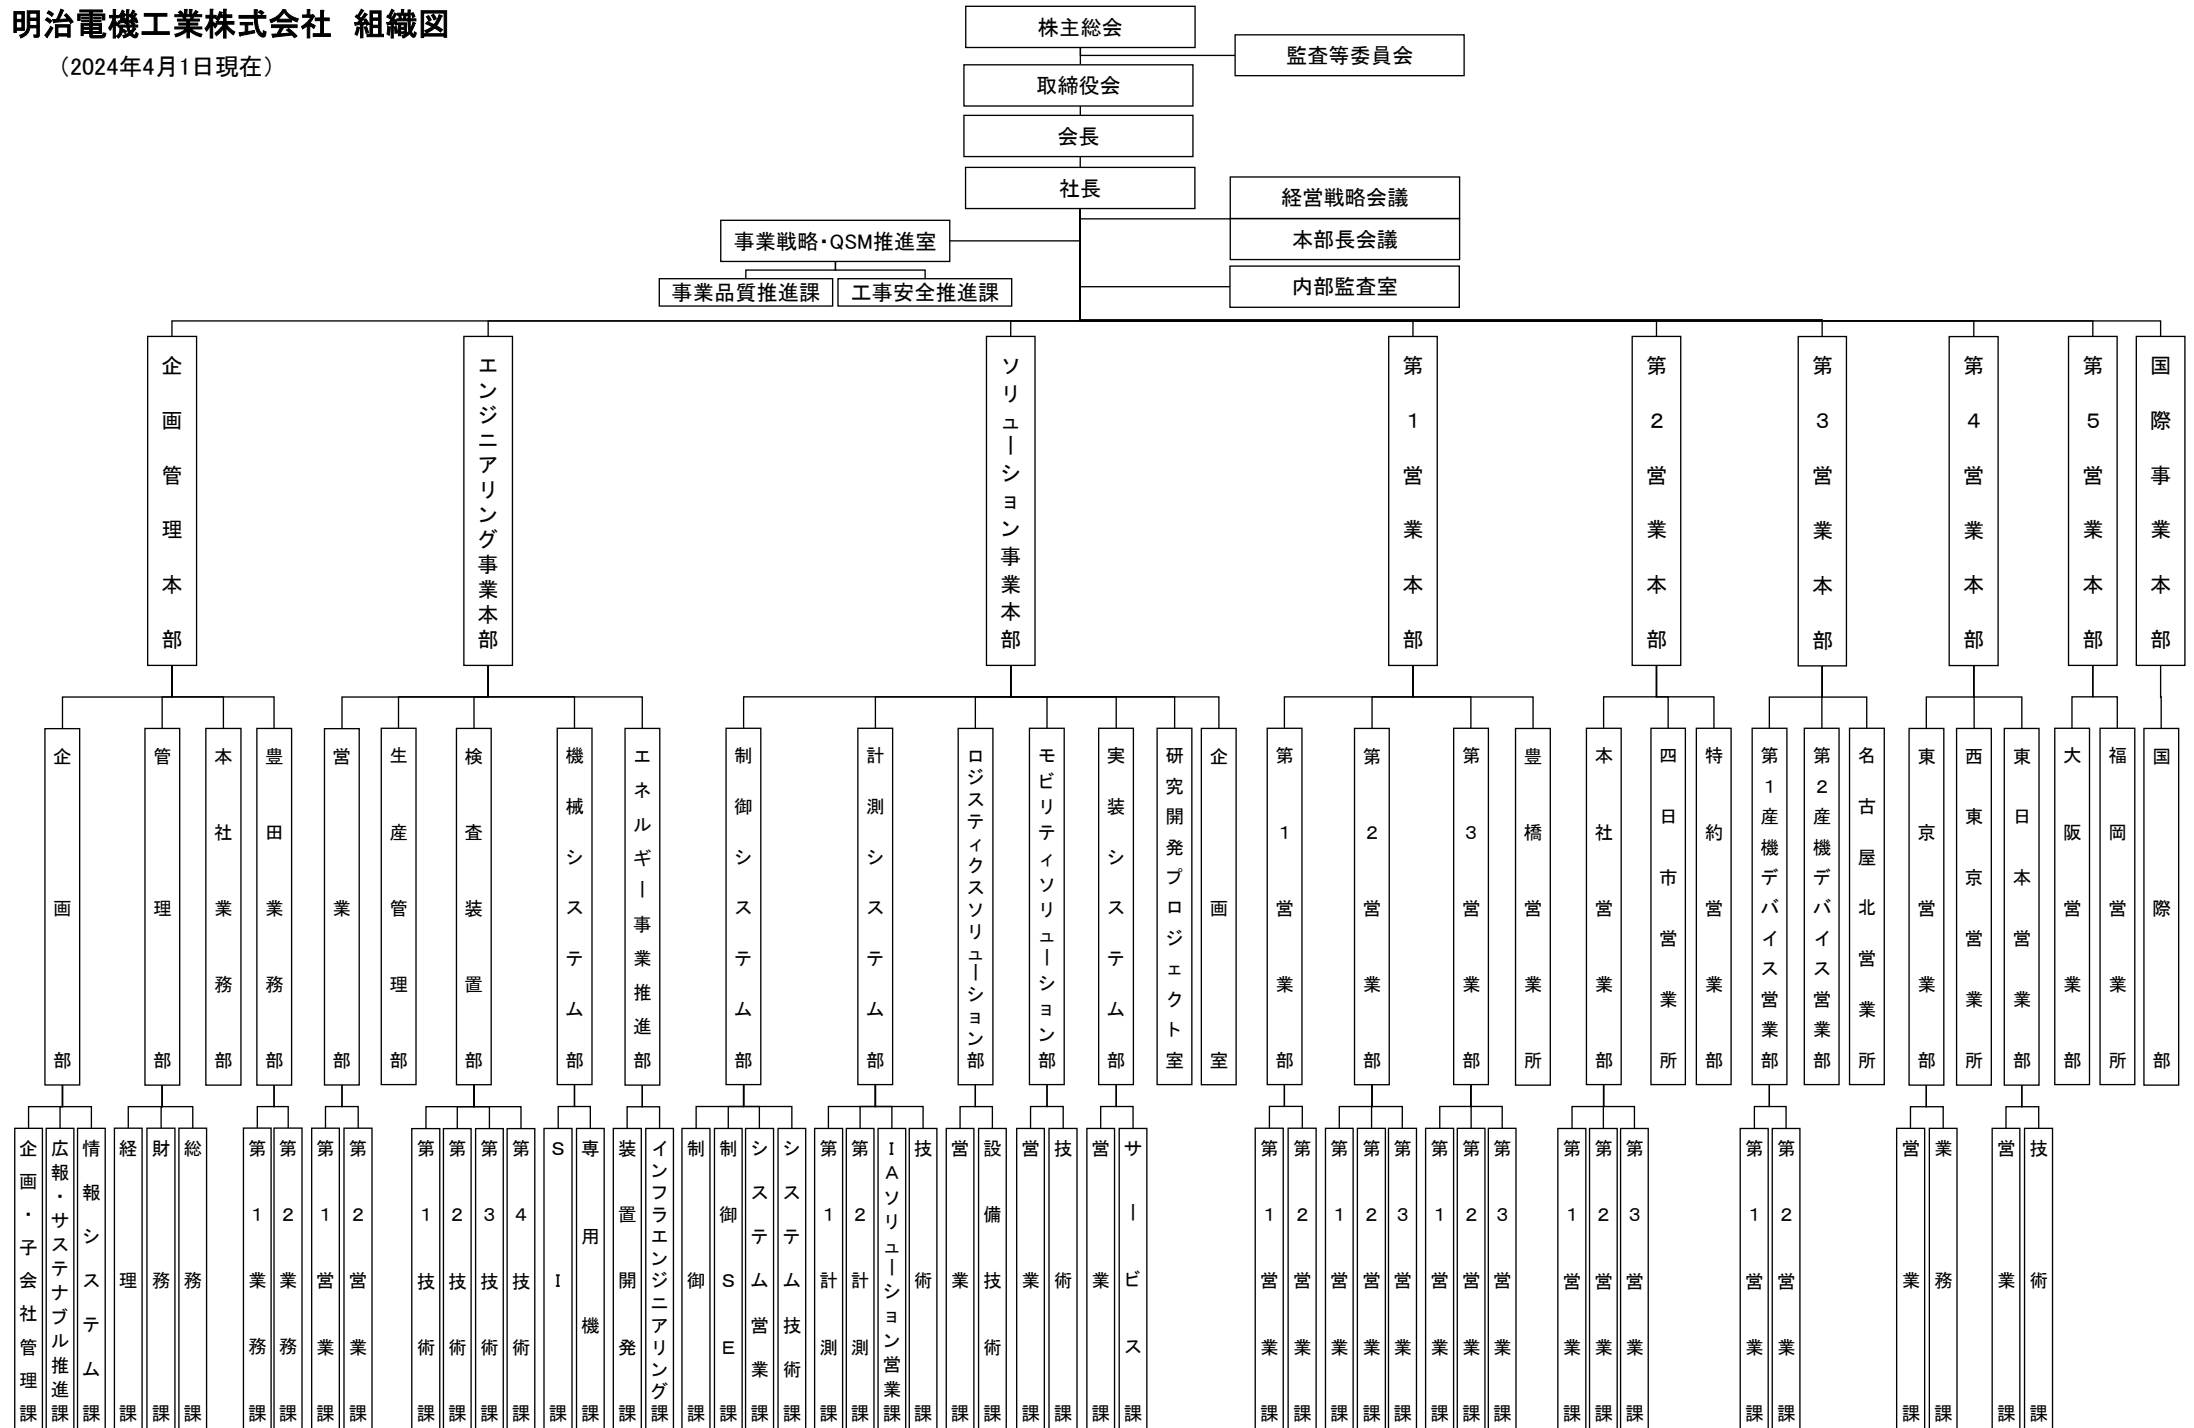 明治電機工業株式会社 組織図
（2024年4月1日現在）
株主総会
監査等委員会
取締役会
会長
社長
経営戦略会議
本部長会議
内部監査室
事業戦略・QSM推進室
事業品質推進課
工事安全推進課
企画管理本部
エンジニアリング事業本部
ソリューション事業本部
第1営業本部
第2営業本部
第3営業本部
第4営業本部
第5営業本部
国際事業本部
企画部
管理部
本社業務部
豊田業務部
営業部
生産管理部
検査装置部
機械システム部
エネルギー事業推進部
制御システム部
計測システム部
ロジスティクスソリューション部
モビリティソリューション部
実装システム部
研究開発プロジェクト室
企画室
第1営業部
第2営業部
第3営業部
豊橋営業所
本社営業部
四日市営業所
特約営業部
第1産機デバイス営業部
第2産機デバイス営業部
名古屋北営業所
東京営業部
西東京営業所
東日本営業部
大阪営業部
福岡営業所
国際部
企画・子会社管理課
広報・サステナブル推進課
情報システム課
経理課
財務課
総務課
第1業務課
第2業務課
第1営業課
第2営業課
第1技術課
第2技術課
第3技術課
第4技術課
SI課
専用機課
装置開発課
インフラエンジニアリング課
制御課
制御SE課
システム営業課
システム技術課
第1計測課
第2計測課
IAソリューション営業課
技術課
営業課
設備技術課
営業課
技術課
営業課
サービス課
第1営業課
第2営業課
第1営業課
第2営業課
第3営業課
第1営業課
第2営業課
第3営業課
第1営業課
第2営業課
第3営業課
第1営業課
第2営業課
営業課
業務課
営業課
技術課